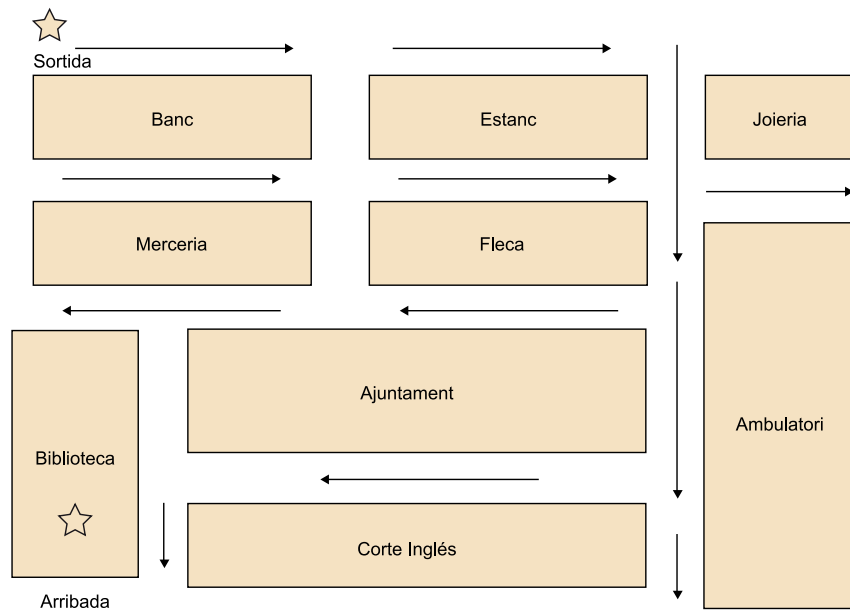 Sortida
Banc
Estanc
Joieria
Merceria
Fleca
Ajuntament
Ambulatori
Biblioteca
Corte Inglés
Arribada